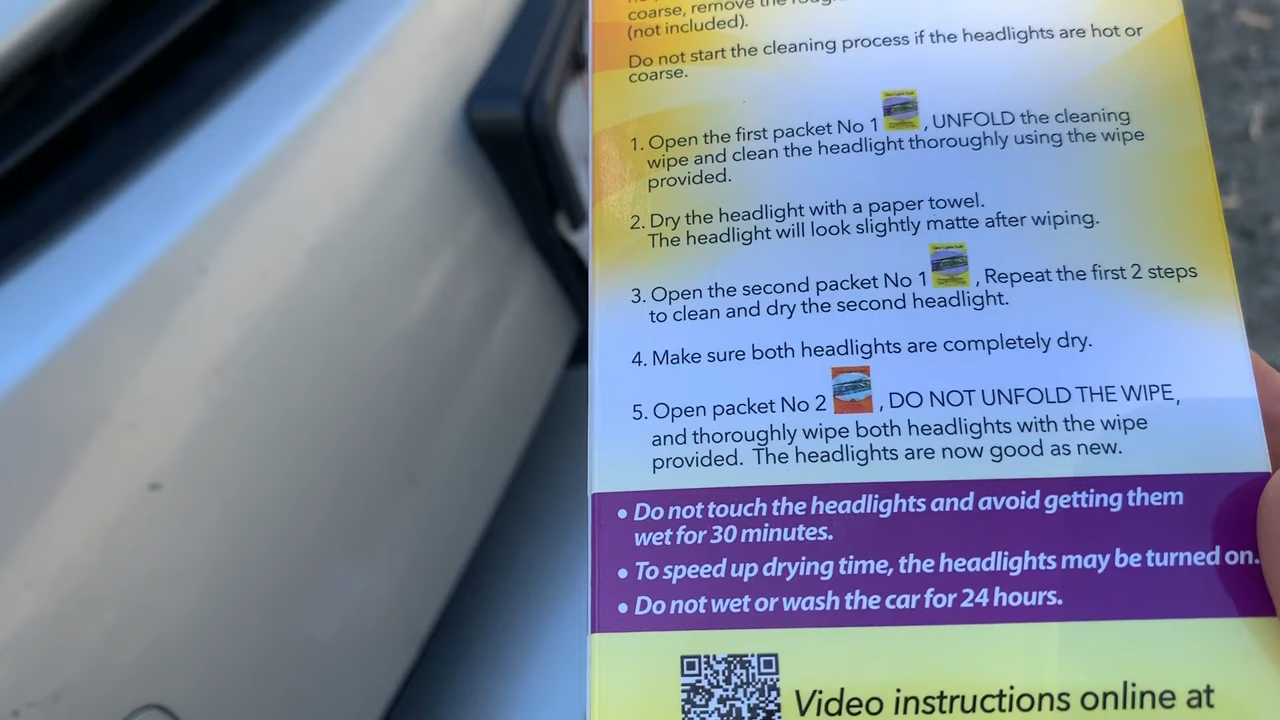 coarse, remove the
(not included).
Do not start the cleaning process if the headlights are hot or
coarse.
1. Open the first packet No 1 , UNFOLD the cleaning
wipe and clean the headlight thoroughly using the wipe
provided.
2. Dry the headlight with a paper towel.
The headlight will look slightly matte after wiping.
3. Open the second packet No 1 , Repeat the first 2 steps
to clean and dry the second headlight.
4. Make sure both headlights are completely dry.
5. Open packet No 2 , DO NOT UNFOLD THE WIPE,
and thoroughly wipe both headlights with the wipe
provided. The headlights are now good as new.
• Do not touch the headlights and avoid getting them
wet for 30 minutes.
• To speed up drying time, the headlights may be turned on.
• Do not wet or wash the car for 24 hours.
Video instructions online at